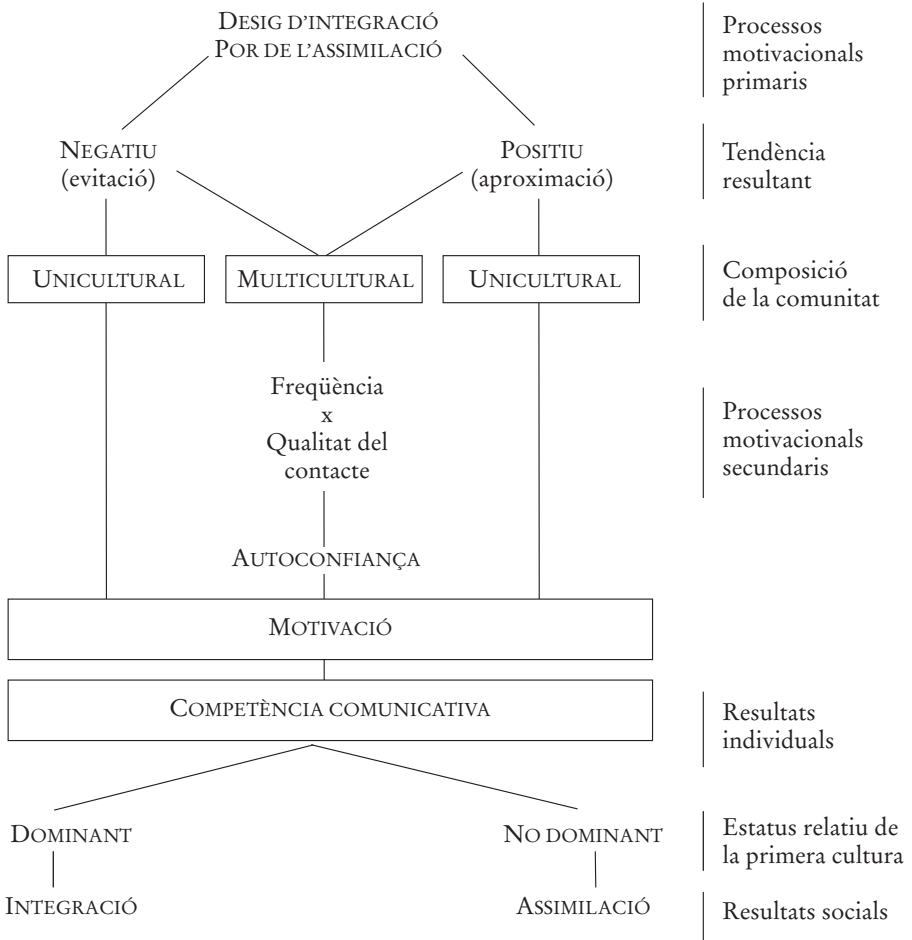 DESIG D'INTEGRACIÓ
POR DE L'ASSIMILACIÓ
Processos
motivacionals
primaris
NEGATIU
(evitació)
POSITIU
(aproximació)
Tendència
resultant
UNICULTURAL
MULTICULTURAL
UNICULTURAL
Composició
de la comunitat
Freqüència
x
Qualitat del
contacte
Processos
motivacionals
secundaris
AUTOCONFIANÇA
MOTIVACIÓ
COMPETÈNCIA COMUNICATIVA
Resultats
individuals
DOMINANT
NO DOMINANT
Estatus relatiu de
la primera cultura
INTEGRACIÓ
ASSIMILACIÓ
Resultats socials